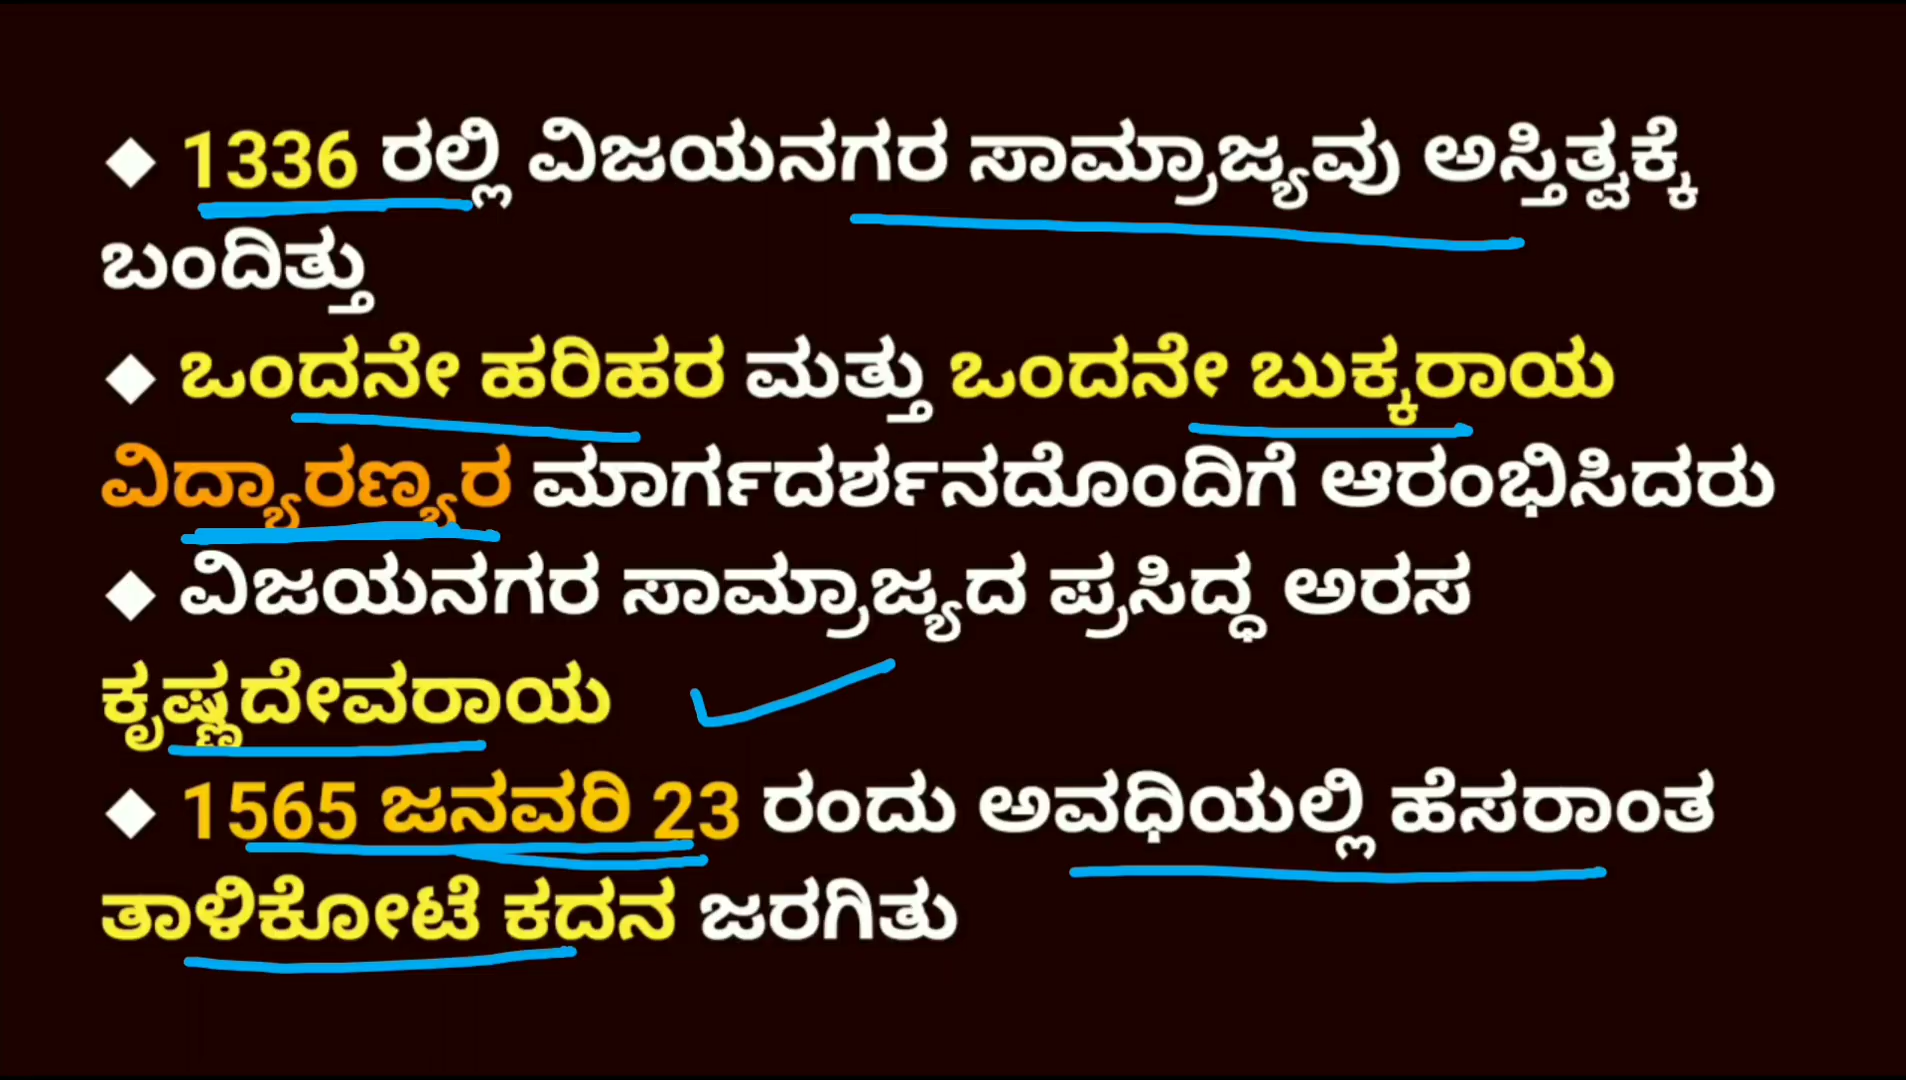 ◆ 1336 ರಲ್ಲಿ ವಿಜಯನಗರ ಸಾಮ್ರಾಜ್ಯವು ಅಸ್ತಿತ್ವಕ್ಕೆ
ಬಂದಿತ್ತು
◆ ಒಂದನೇ ಹರಿಹರ ಮತ್ತು ಒಂದನೇ ಬುಕ್ಕರಾಯ
ವಿದ್ಯಾರಣ್ಯರ ಮಾರ್ಗದರ್ಶನದೊಂದಿಗೆ ಆರಂಭಿಸಿದರು
◆ ವಿಜಯನಗರ ಸಾಮ್ರಾಜ್ಯದ ಪ್ರಸಿದ್ಧ ಅರಸ
ಕೃಷ್ಣದೇವರಾಯ
◆ 1565 ಜನವರಿ 23 ರಂದು ಅವಧಿಯಲ್ಲಿ ಹೆಸರಾಂತ
ತಾಳಿಕೋಟೆ ಕದನ ಜರಗಿತು